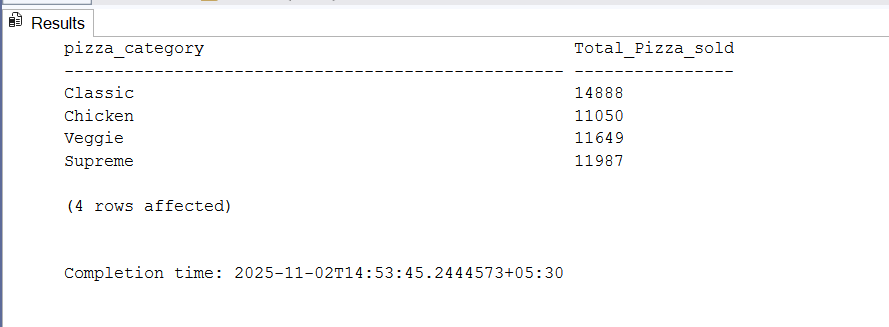 Results
pizza_category Total_Pizza_sold
-------------------------------------------------- ----------------
Classic 14888
Chicken 11050
Veggie 11649
Supreme 11987
(4 rows affected)
Completion time: 2025-11-02T14:53:45.2444573+05:30